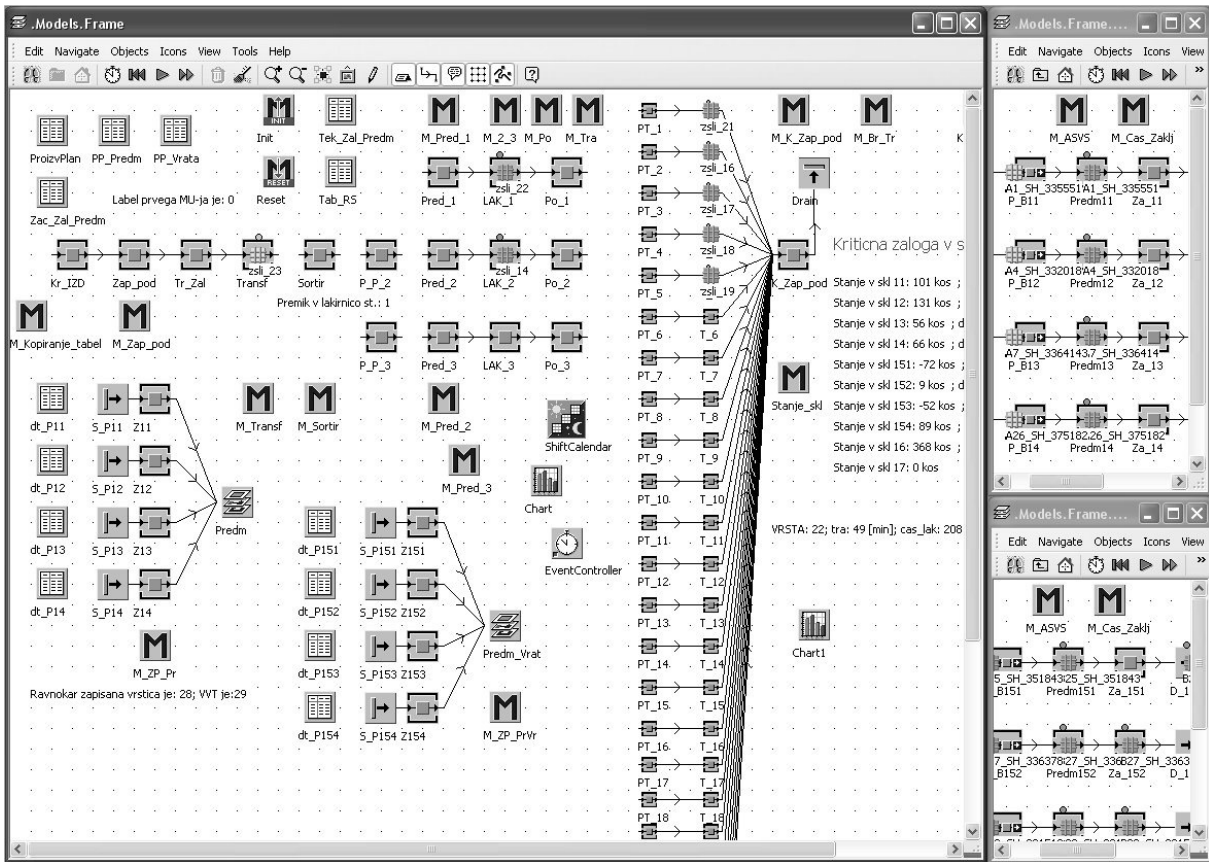 .Models.Frame
Edit Navigate Objects Icons View Tools Help
Init Tek_Zal_Predm M_Pred_1 M_2_3 M_Po M_Tra
ProizvPlan PP_Predm PP_Vrata
Label prvega MU-ja je: 0
Reset Tab_RS Pred_1 LAK_1 zsli_22 Po_1
Zac_Zal_Predm
Kr_IZD Zap_pod Tr_Zal Transf zsli_23 Sortir P_P_2 Pred_2 LAK_2 zsli_14 Po_2
Premik v lakirnico st.: 1
M_Kopiranje_tabel M_Zap_pod
P_P_3 Pred_3 LAK_3 Po_3
dt_P11 S_P11 Z11 M_Transf M_Sortir M_Pred_2
ShiftCalendar
dt_P12 S_P12 Z12 M_Pred_3
Chart
Predm
dt_P13 S_P13 Z13 dt_P151 S_P151 Z151
EventController
dt_P14 S_P14 Z14 dt_P152 S_P152 Z152
Predm_Vrat
M_ZP_Pr dt_P153 S_P153 Z153
Ravnokar zapisana vrstica je: 28; VVT je:29
dt_P154 S_P154 Z154 M_ZP_PrVr
PT_1 zsli_21
PT_2 zsli_16
PT_3 zsli_17
PT_4 zsli_18
PT_5 zsli_19
PT_6 T_6
PT_7 T_7
PT_8 T_8
PT_9 T_9
PT_10 T_10
PT_11 T_11
PT_12 T_12
PT_13 T_13
PT_14 T_14
PT_15 T_15
PT_16 T_16
PT_17 T_17
PT_18 T_18
M_K_Zap_pod M_Br_Tr K
Drain
Kriticna zaloga v s
K_Zap_pod
Stanje v skl 11: 101 kos ;
Stanje v skl 12: 131 kos ;
Stanje v skl 13: 56 kos ; d
Stanje v skl 14: 66 kos ; d
Stanje v skl 151: -72 kos ;
Stanje v skl 152: 9 kos ; d
Stanje v skl 153: -52 kos ;
Stanje_skl
Stanje v skl 154: 89 kos ;
Stanje v skl 16: 368 kos ;
Stanje v skl 17: 0 kos
VRSTA: 22; tra: 49 [min]; cas_lak: 208
Chart1
.Models.Frame....
Edit Navigate Objects Icons View
M_ASVS M_Cas_Zaklj
A1_SH_335551 A1_SH_335551
P_B11 Predm11 Za_11
A4_SH_332018 A4_SH_332018
P_B12 Predm12 Za_12
A7_SH_3364143
P_B13 Predm13 Za_13
A26_SH_375182
P_B14 Predm14 Za_14
.Models.Frame....
Edit Navigate Objects Icons View
M_ASVS M_Cas_Zaklj
_B151 Predm151 Za_151 D_1
_B152 Predm152 Za_152 D_1